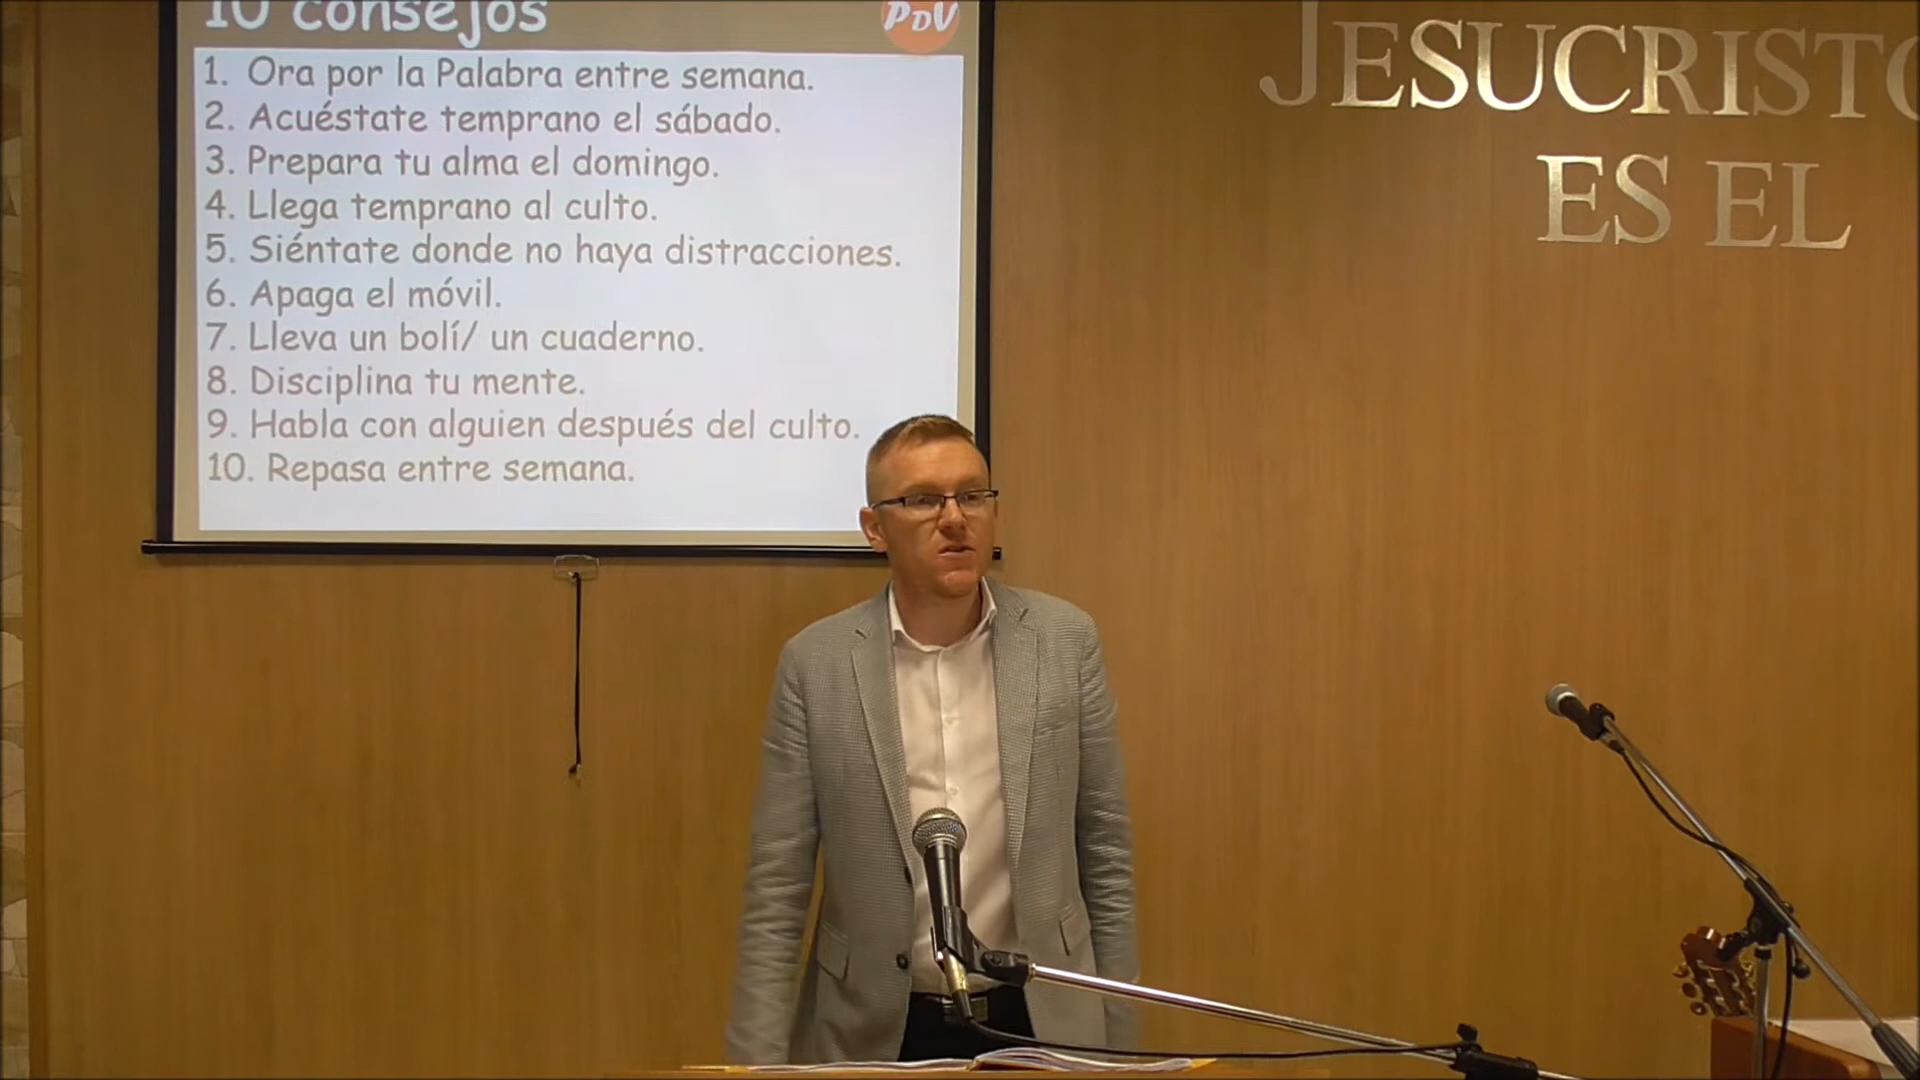 10 consejos
PDV
1. Ora por la Palabra entre semana.
2. Acuéstate temprano el sábado.
3. Prepara tu alma el domingo.
4. Llega temprano al culto.
5. Siéntate donde no haya distracciones.
6. Apaga el móvil.
7. Lleva un bolí/ un cuaderno.
8. Disciplina tu mente.
9. Habla con alguien después del culto.
10. Repasa entre semana.
JESUCRISTO
ES EL